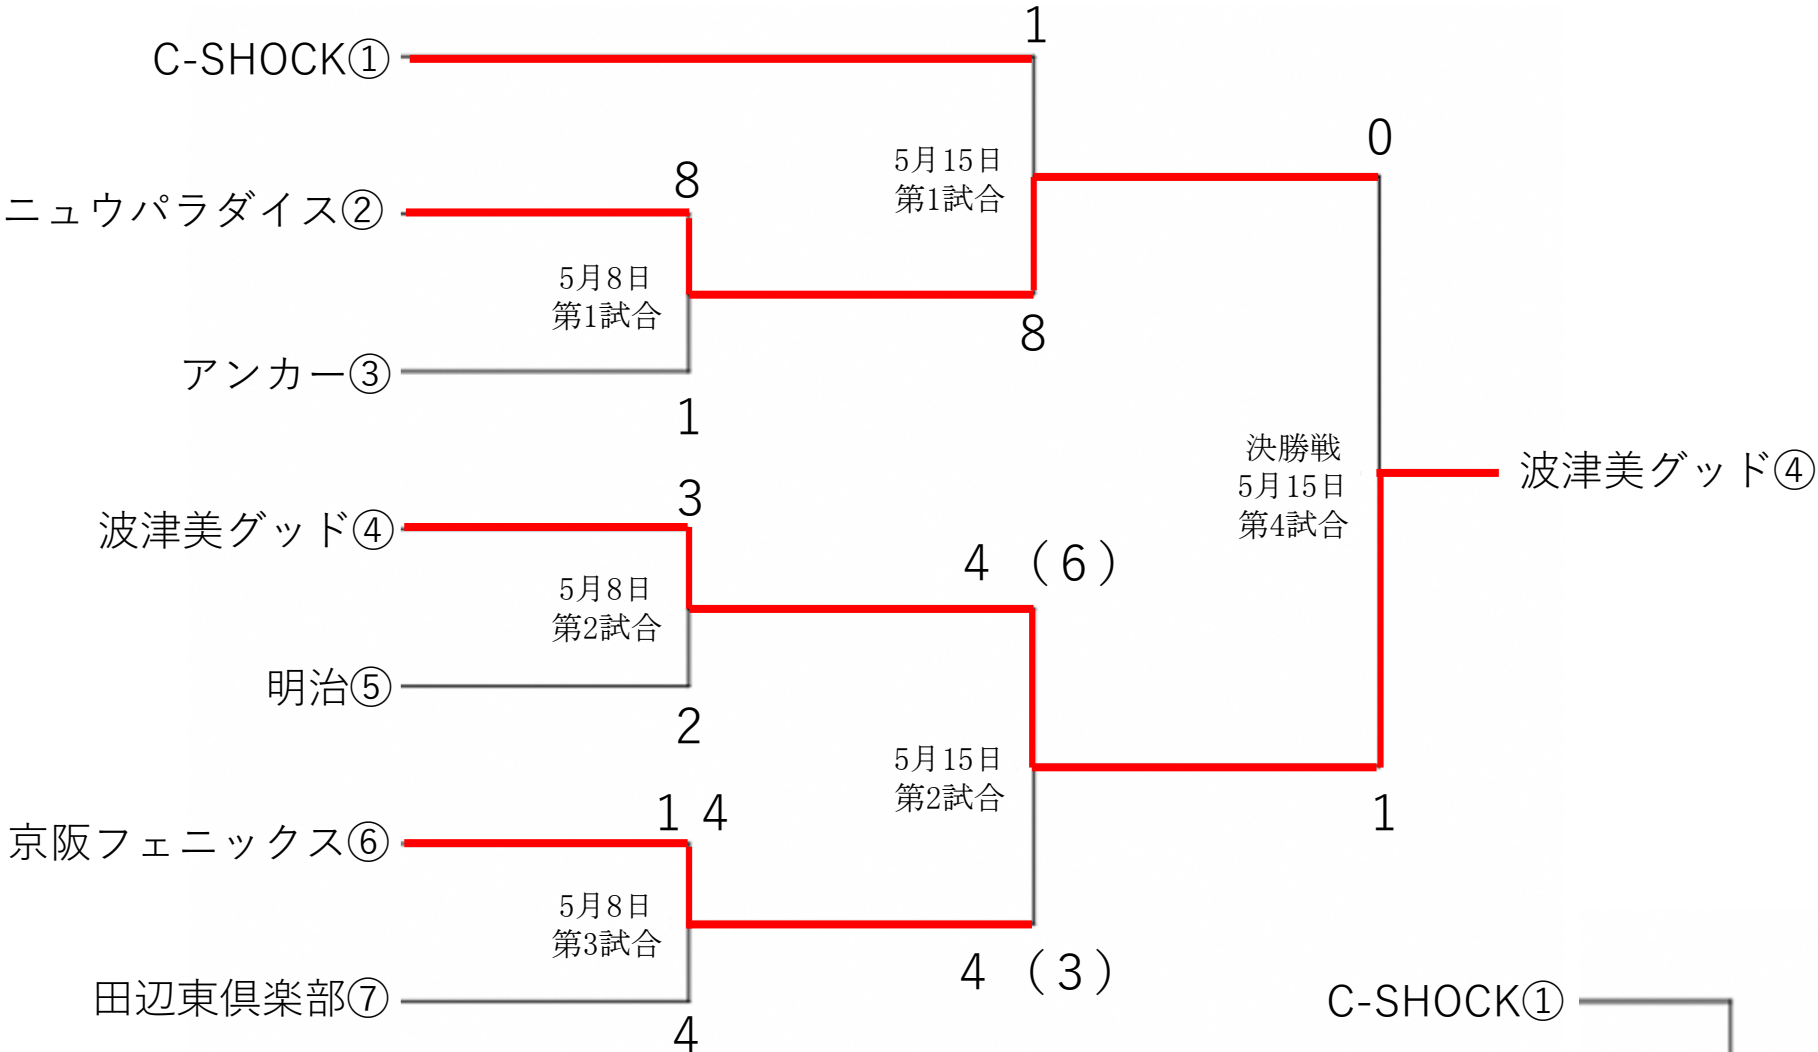 1
C-SHOCK①
0
5月15日
第1試合
8
ニュウパラダイス②
5月8日
第1試合
8
アンカー③
1
決勝戦
5月15日
第4試合
波津美グッド④
3
波津美グッド④
4（6）
5月8日
第2試合
明治⑤
2
5月15日
第2試合
14
1
京阪フェニックス⑥
5月8日
第3試合
4（3）
田辺東倶楽部⑦
C-SHOCK①
4